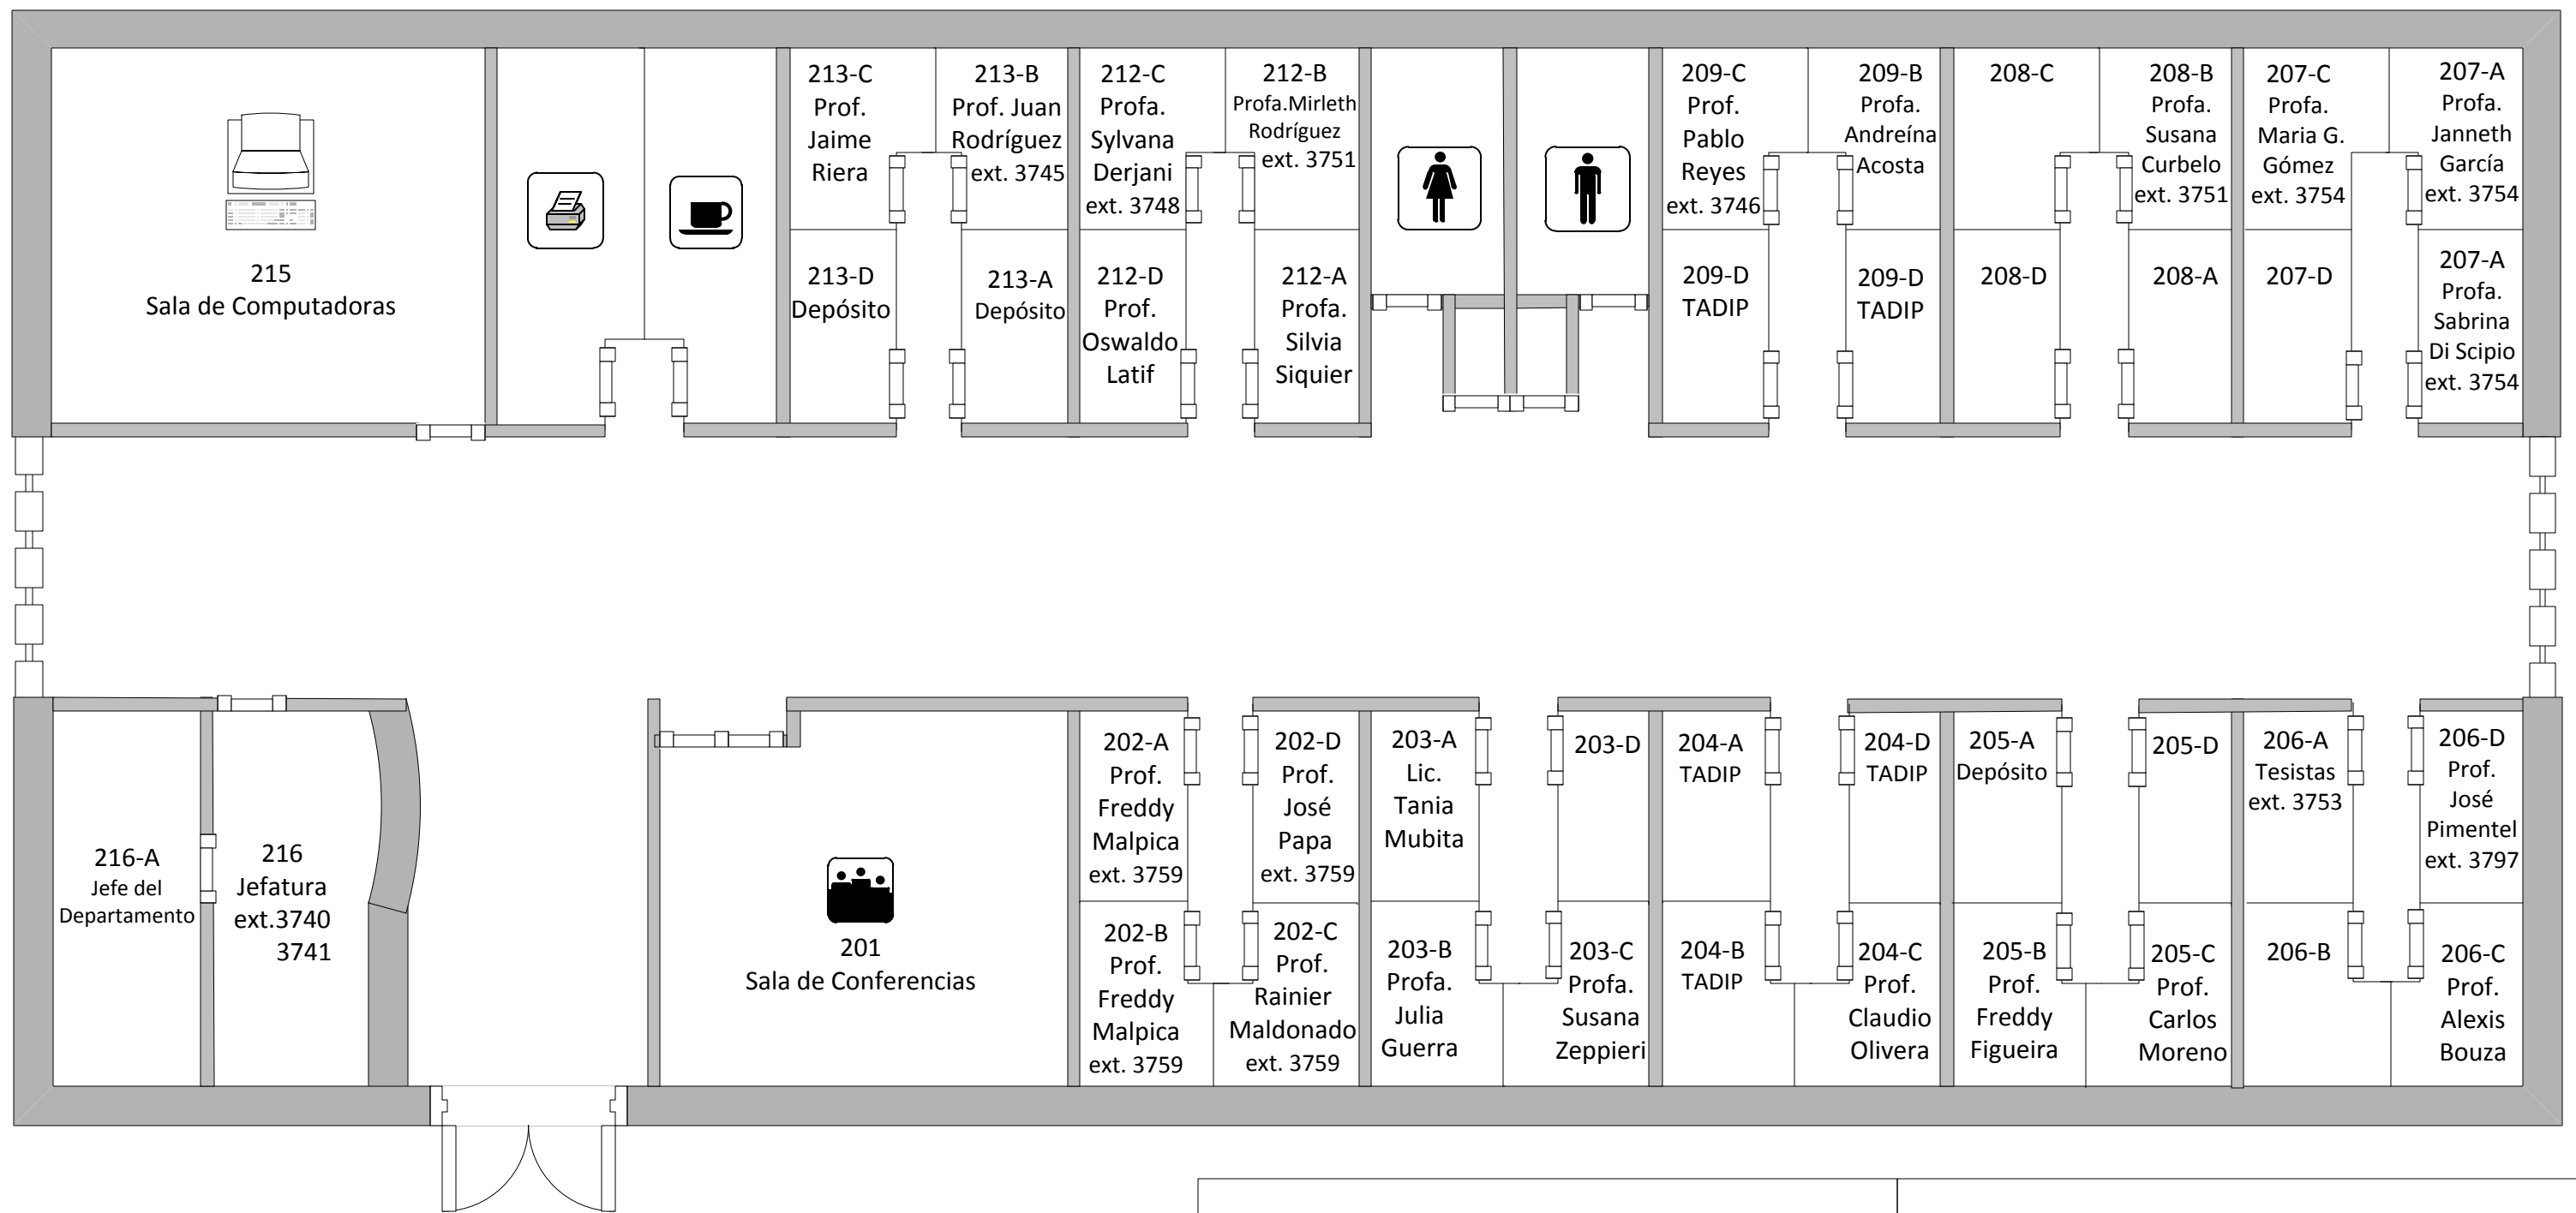 215
Sala de Computadoras
213-C
Prof.
Jaime
Riera
213-B
Prof. Juan
Rodríguez
ext. 3745
213-D
Depósito
213-A
Depósito
212-C
Profa.
Sylvana
Derjani
ext. 3748
212-B
Profa.Mirleth
Rodríguez
ext. 3751
212-D
Prof.
Oswaldo
Latif
212-A
Profa.
Silvia
Siquier
209-C
Prof.
Pablo
Reyes
ext. 3746
209-B
Profa.
Andreína
Acosta
209-D
TADIP
209-D
TADIP
208-C
208-B
Profa.
Susana
Curbelo
ext. 3751
208-D
208-A
207-C
Profa.
Maria G.
Gómez
ext. 3754
207-A
Profa.
Janneth
García
ext. 3754
207-D
207-A
Profa.
Sabrina
Di Scipio
ext. 3754
216-A
Jefe del
Departamento
216
Jefatura
ext.3740
3741
201
Sala de Conferencias
202-A
Prof.
Freddy
Malpica
ext. 3759
202-D
Prof.
José
Papa
ext. 3759
202-B
Prof.
Freddy
Malpica
ext. 3759
202-C
Prof.
Rainier
Maldonado
ext. 3759
203-A
Lic.
Tania
Mubita
203-D
203-B
Profa.
Julia
Guerra
203-C
Profa.
Susana
Zeppieri
204-A
TADIP
204-D
TADIP
204-B
TADIP
204-C
Prof.
Claudio
Olivera
205-A
Depósito
205-D
205-B
Prof.
Freddy
Figueira
205-C
Prof.
Carlos
Moreno
206-A
Tesistas
ext. 3753
206-D
Prof.
José
Pimentel
ext. 3797
206-B
206-C
Prof.
Alexis
Bouza